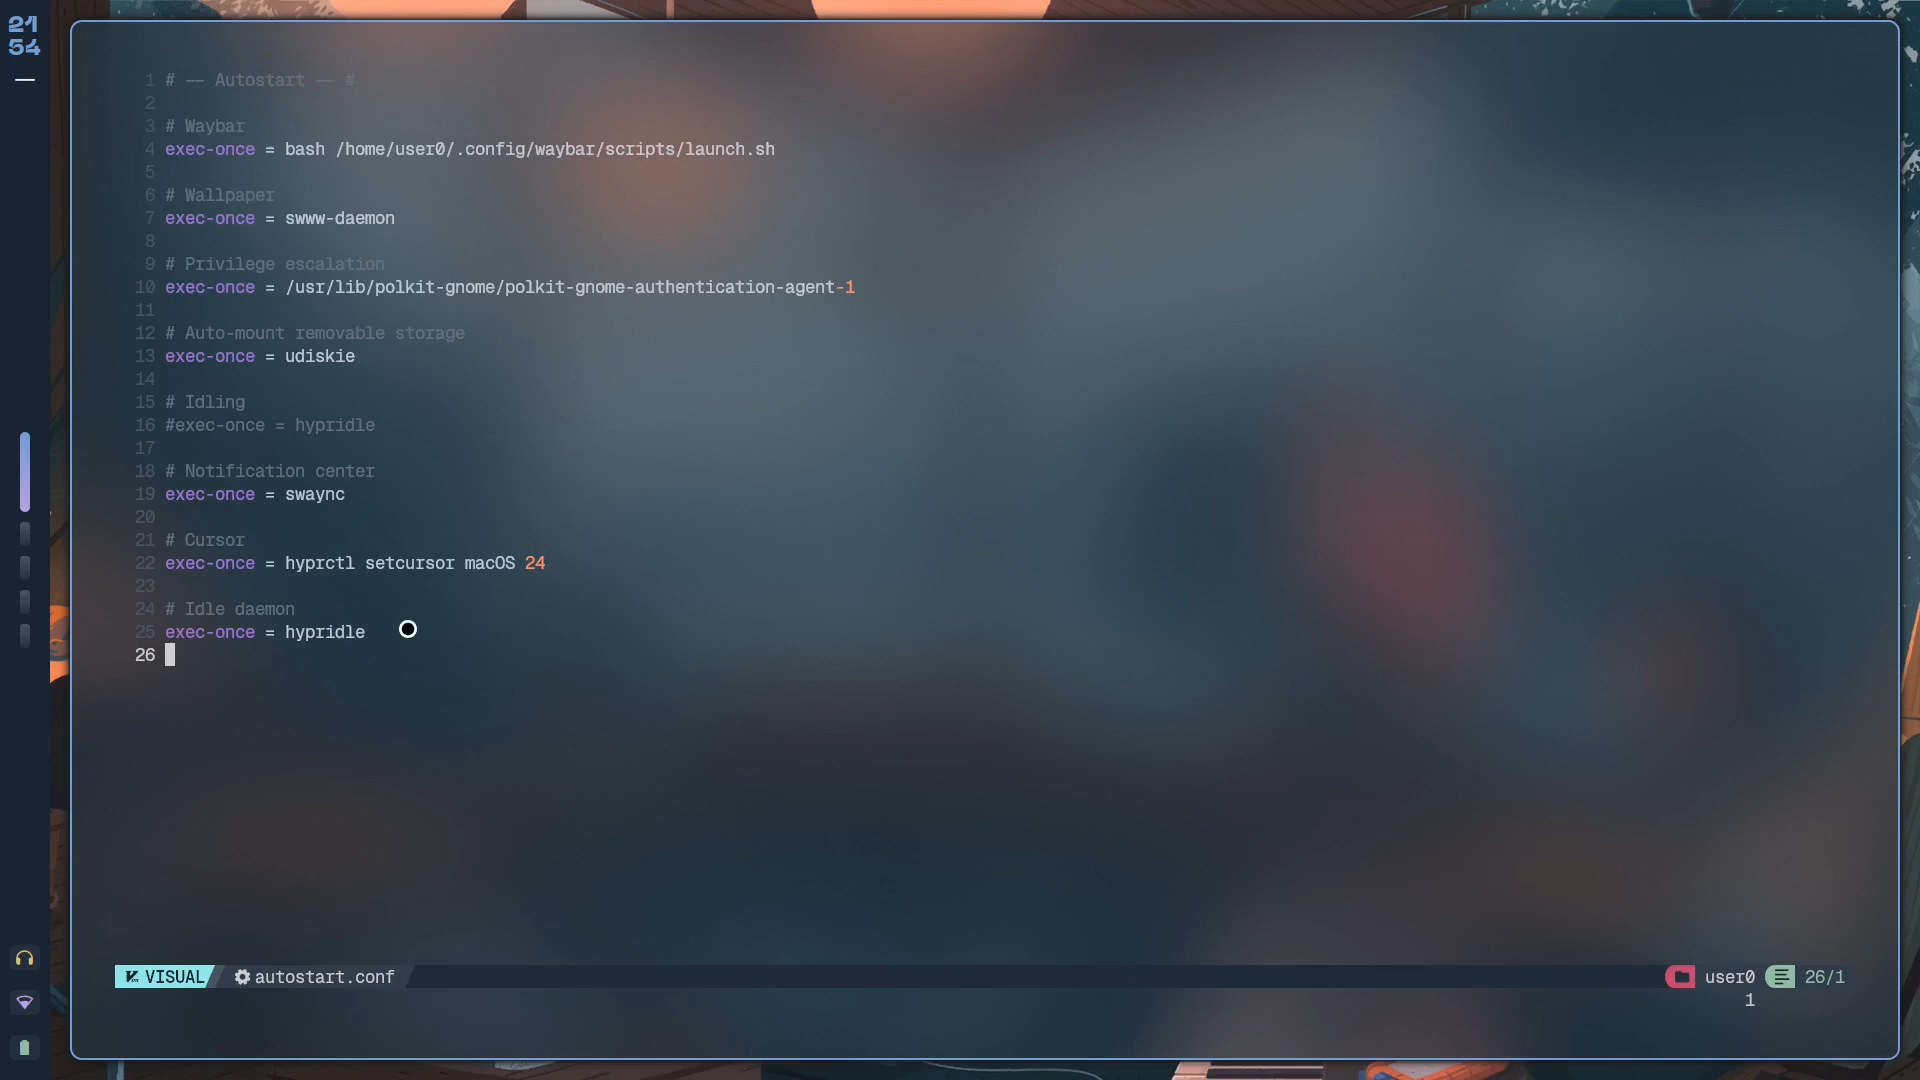 21
54
1 # -- Autostart -- #
2
3 # Waybar
4 exec-once = bash /home/user0/.config/waybar/scripts/launch.sh
5
6 # Wallpaper
7 exec-once = swww-daemon
8
9 # Privilege escalation
10 exec-once = /usr/lib/polkit-gnome/polkit-gnome-authentication-agent-1
11
12 # Auto-mount removable storage
13 exec-once = udiskie
14
15 # Idling
16 #exec-once = hypridle
17
18 # Notification center
19 exec-once = swaync
20
21 # Cursor
22 exec-once = hyprctl setcursor macOS 24
23
24 # Idle daemon
25 exec-once = hypridle
26
VISUAL autostart.conf user0 26/1
1